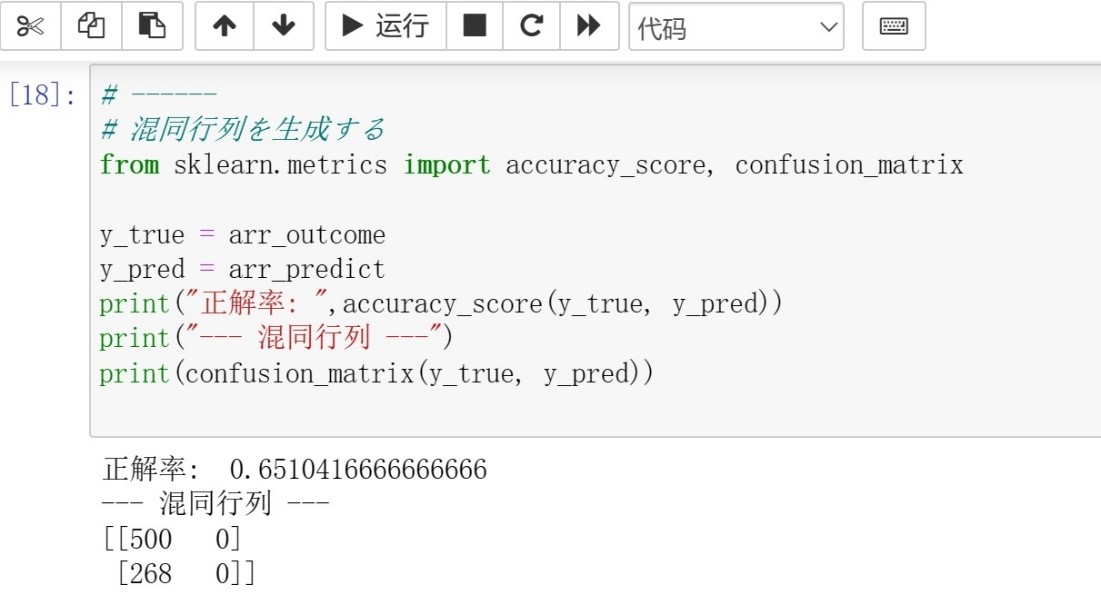 运行
代码
[18]:
# ------
# 混同行列を生成する
from sklearn.metrics import accuracy_score, confusion_matrix
y_true = arr_outcome
y_pred = arr_predict
print("正解率: ",accuracy_score(y_true, y_pred))
print("--- 混同行列 ---")
print(confusion_matrix(y_true, y_pred))
正解率:  0.6510416666666666
--- 混同行列 ---
[[500   0]
 [268   0]]